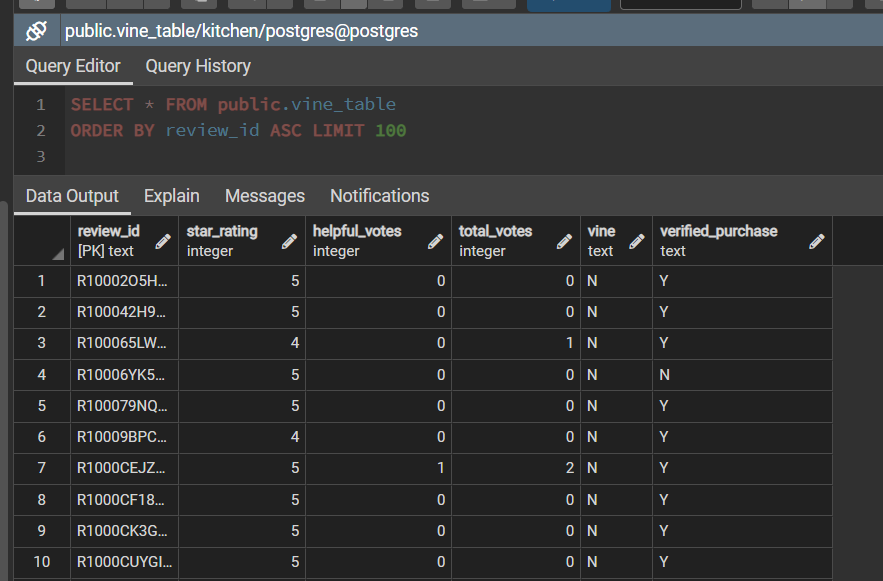 public.vine_table/kitchen/postgres@postgres
Query Editor Query History
1 SELECT * FROM public.vine_table
2 ORDER BY review_id ASC LIMIT 100
3
Data Output Explain Messages Notifications
review_id star_rating helpful_votes total_votes vine verified_purchase
[PK] text integer integer integer text text
1 R10002O5H... 5 0 0 N Y
2 R100042H9... 5 0 0 N Y
3 R100065LW... 4 0 1 N Y
4 R10006YK5... 5 0 0 N N
5 R100079NQ... 5 0 0 N Y
6 R10009BPC... 4 0 0 N Y
7 R1000CEJZ... 5 1 2 N Y
8 R1000CF18... 5 0 0 N Y
9 R1000CK3G... 5 0 0 N Y
10 R1000CUYGI... 5 0 0 N Y